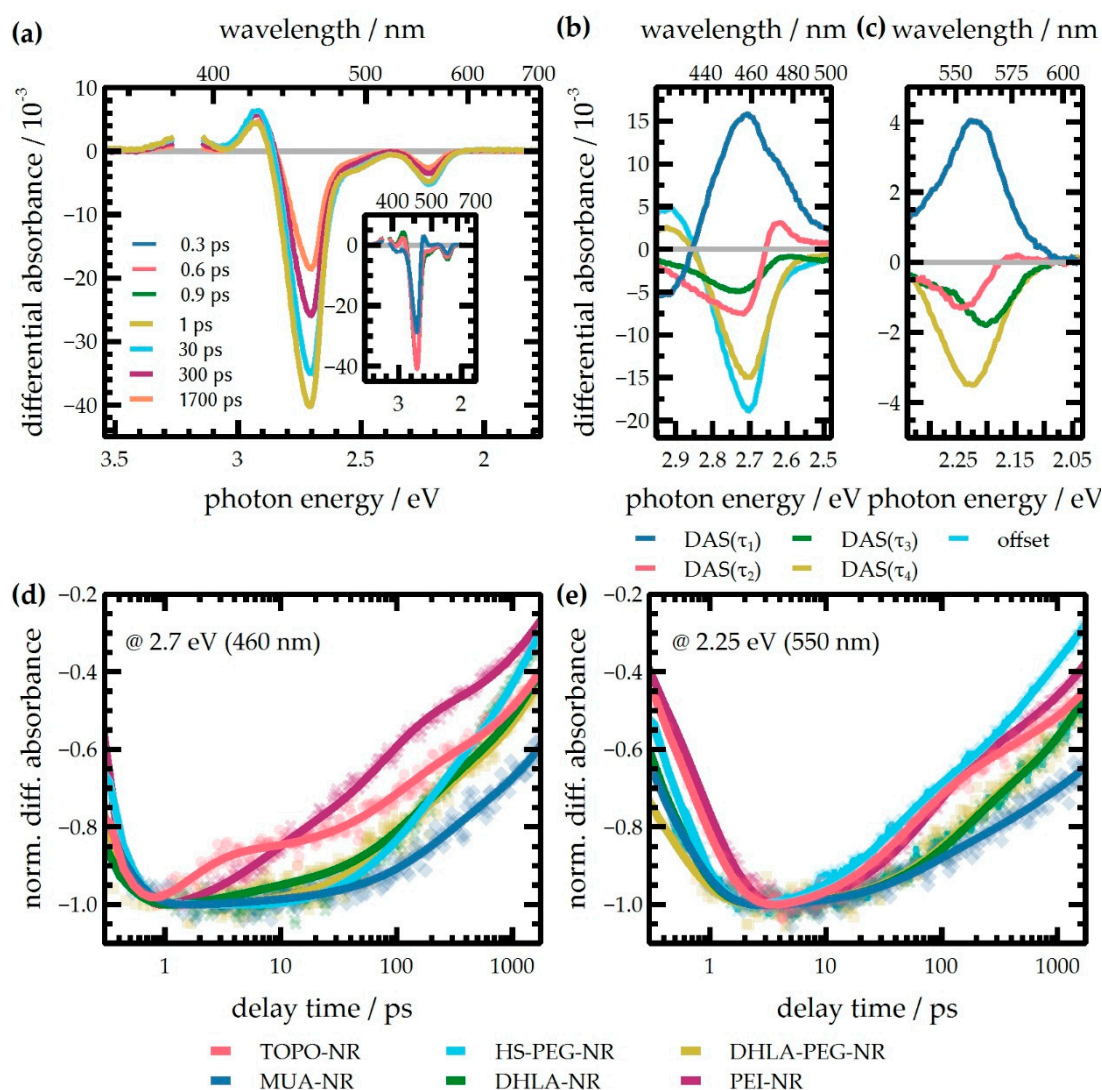 (a)
wavelength / nm
400 500 600 700
differential absorbance / 10⁻³
10
0
−10
−20
−30
−40
0.3 ps
0.6 ps
0.9 ps
1 ps
30 ps
300 ps
1700 ps
400 500 700
0
−20
−40
3 2
3.5 3 2.5 2
photon energy / eV
(b)
wavelength / nm
440 460 480 500
differential absorbance / 10⁻³
15
10
5
0
−5
−10
−15
−20
2.9 2.8 2.7 2.6 2.5
photon energy / eV
(c)
wavelength / nm
550 575 600
4
2
0
−2
−4
2.25 2.15 2.05
photon energy / eV
DAS(τ₁) DAS(τ₃) offset
DAS(τ₂) DAS(τ₄)
(d)
norm. diff. absorbance
−0.2
−0.4
−0.6
−0.8
−1.0
@ 2.7 eV (460 nm)
1 10 100 1000
delay time / ps
(e)
norm. diff. absorbance
−0.2
−0.4
−0.6
−0.8
−1.0
@ 2.25 eV (550 nm)
1 10 100 1000
delay time / ps
TOPO-NR HS-PEG-NR DHLA-PEG-NR
MUA-NR DHLA-NR PEI-NR